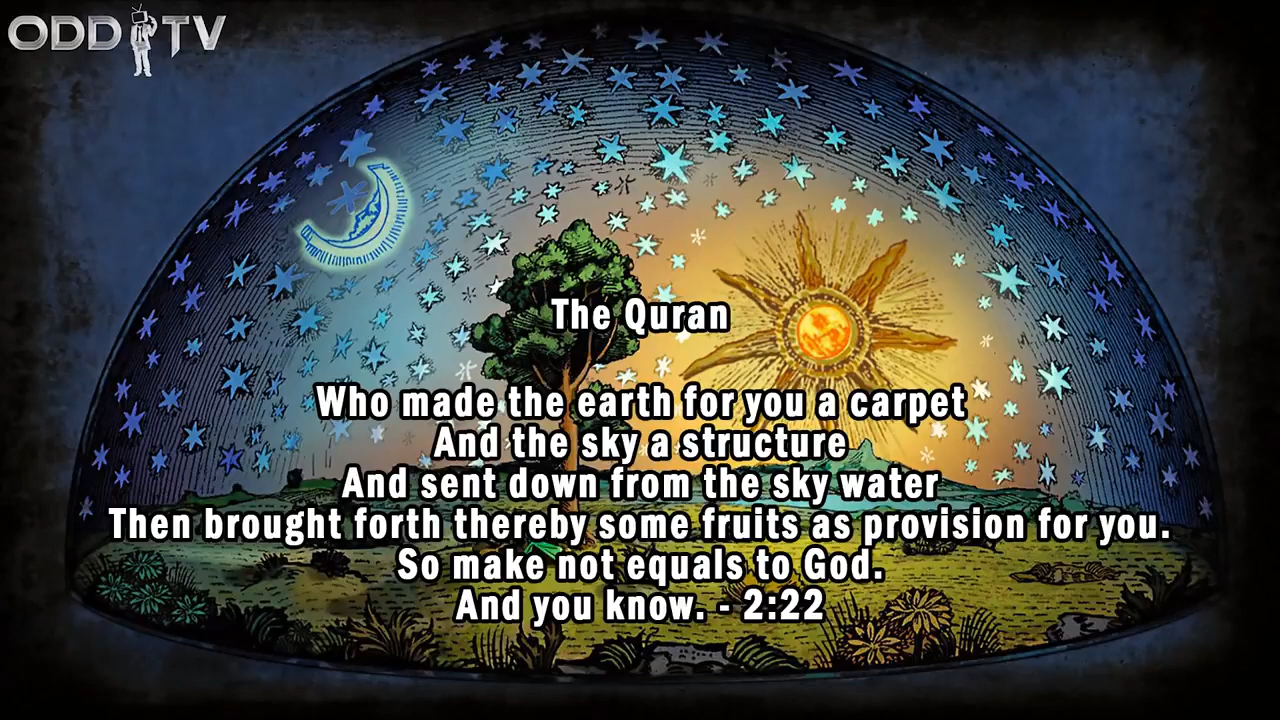 ODD TV
The Quran
Who made the earth for you a carpet
And the sky a structure
And sent down from the sky water
Then brought forth thereby some fruits as provision for you.
So make not equals to God.
And you know. - 2:22